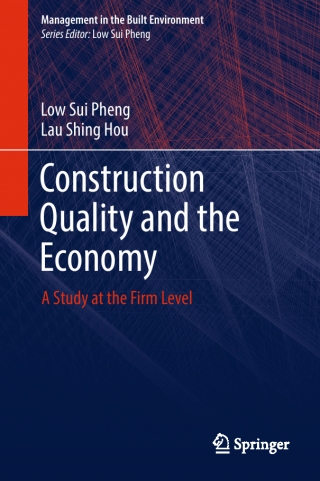 Management in the Built Environment
Series Editor: Low Sui Pheng
Low Sui Pheng
Lau Shing Hou
Construction
Quality and the
Economy
A Study at the Firm Level
Springer